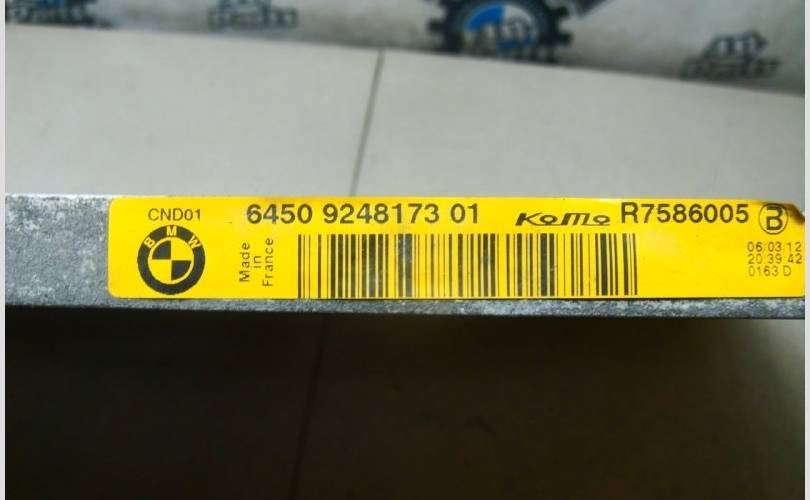 CND01
6450 9248173 01
KoMo
R7586005
B
BMW
Made
in
France
06/03/12
20:39:42
0163 D